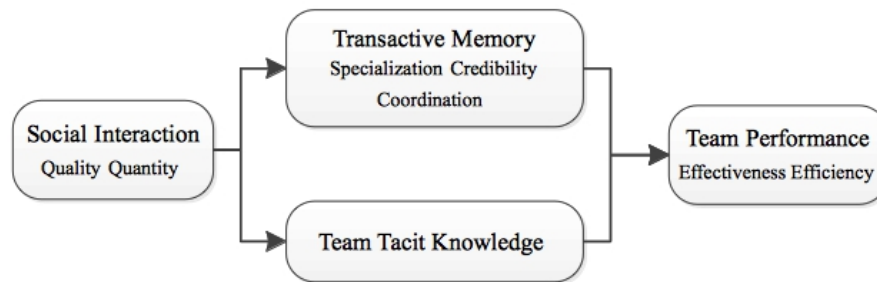 Transactive Memory
Specialization Credibility
Coordination
Social Interaction
Quality Quantity
Team Performance
Effectiveness Efficiency
Team Tacit Knowledge